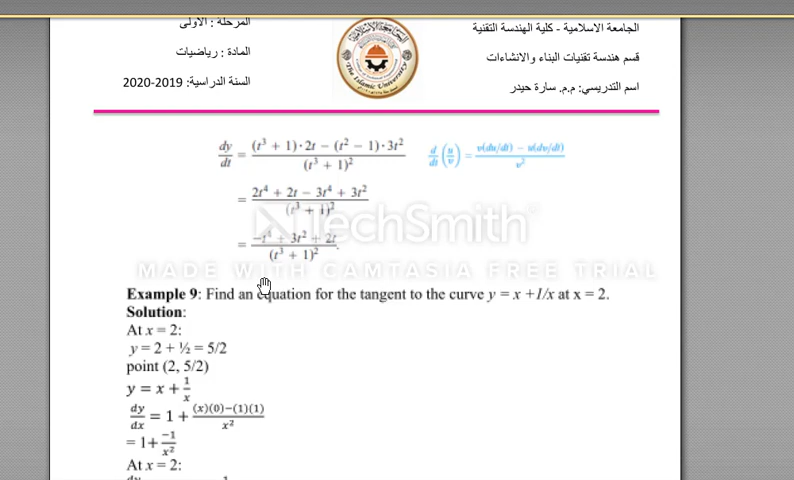 الجامعة الاسلامية - كلية الهندسة التقنية
المرحلة : الاولى
قسم هندسة تقنيات البناء والانشاءات
المادة : رياضيات
اسم التدريسي: م.م. سارة حيدر
السنة الدراسية: 2019-2020
dy/dt = ((t³ + 1)·2t − (t² − 1)·3t²)/(t³ + 1)² d/dt (u/v) = (v(du/dt) − u(dv/dt))/v²
= (2t⁴ + 2t − 3t⁴ + 3t²)/(t³ + 1)²
= (−t⁴ + 3t² + 2t)/(t³ + 1)².
TechSmith
MADE WITH CAMTASIA FREE TRIAL
Example 9: Find an equation for the tangent to the curve y = x +1/x at x = 2.
Solution:
At x = 2:
y = 2 + ½ = 5/2
point (2, 5/2)
y = x + 1/x
dy/dx = 1 + ((x)(0)−(1)(1))/x²
= 1+ −1/x²
At x = 2: